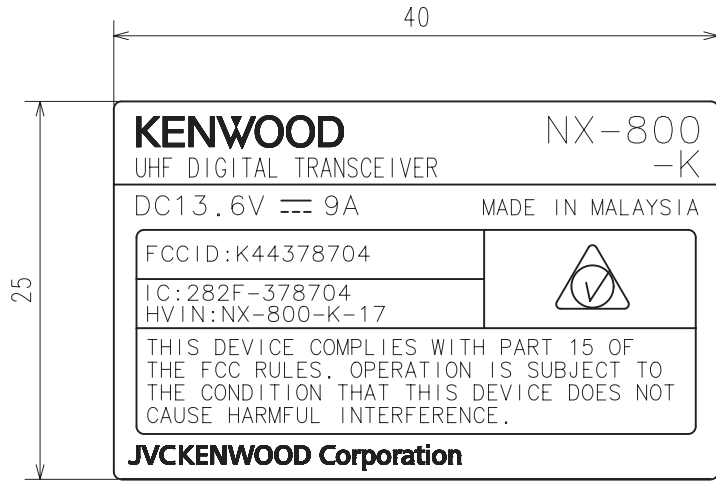 40
25
KENWOOD NX-800
UHF DIGITAL TRANSCEIVER -K
DC13.6V ⎓ 9A MADE IN MALAYSIA
FCCID:K44378704
IC:282F-378704
HVIN:NX-800-K-17
THIS DEVICE COMPLIES WITH PART 15 OF
THE FCC RULES. OPERATION IS SUBJECT TO
THE CONDITION THAT THIS DEVICE DOES NOT
CAUSE HARMFUL INTERFERENCE.
JVCKENWOOD Corporation